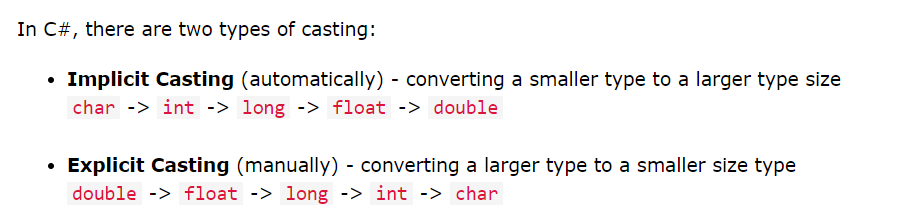 In C#, there are two types of casting:
• Implicit Casting (automatically) - converting a smaller type to a larger type size
char -> int -> long -> float -> double
• Explicit Casting (manually) - converting a larger type to a smaller size type
double -> float -> long -> int -> char